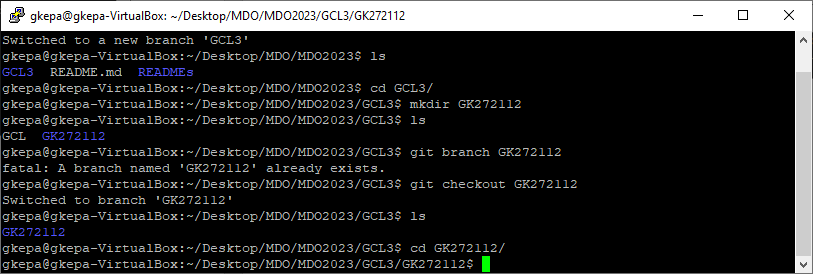 gkepa@gkepa-VirtualBox: ~/Desktop/MDO/MDO2023/GCL3/GK272112
Switched to a new branch 'GCL3'
gkepa@gkepa-VirtualBox:~/Desktop/MDO/MDO2023$ ls
GCL3  README.md  READMEs
gkepa@gkepa-VirtualBox:~/Desktop/MDO/MDO2023$ cd GCL3/
gkepa@gkepa-VirtualBox:~/Desktop/MDO/MDO2023/GCL3$ mkdir GK272112
gkepa@gkepa-VirtualBox:~/Desktop/MDO/MDO2023/GCL3$ ls
GCL  GK272112
gkepa@gkepa-VirtualBox:~/Desktop/MDO/MDO2023/GCL3$ git branch GK272112
fatal: A branch named 'GK272112' already exists.
gkepa@gkepa-VirtualBox:~/Desktop/MDO/MDO2023/GCL3$ git checkout GK272112
Switched to branch 'GK272112'
gkepa@gkepa-VirtualBox:~/Desktop/MDO/MDO2023/GCL3$ ls
GK272112
gkepa@gkepa-VirtualBox:~/Desktop/MDO/MDO2023/GCL3$ cd GK272112/
gkepa@gkepa-VirtualBox:~/Desktop/MDO/MDO2023/GCL3/GK272112$